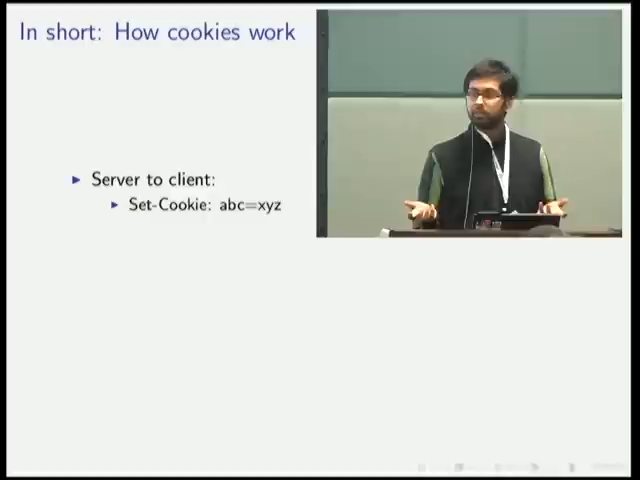 In short: How cookies work
Server to client:
Set-Cookie: abc=xyz